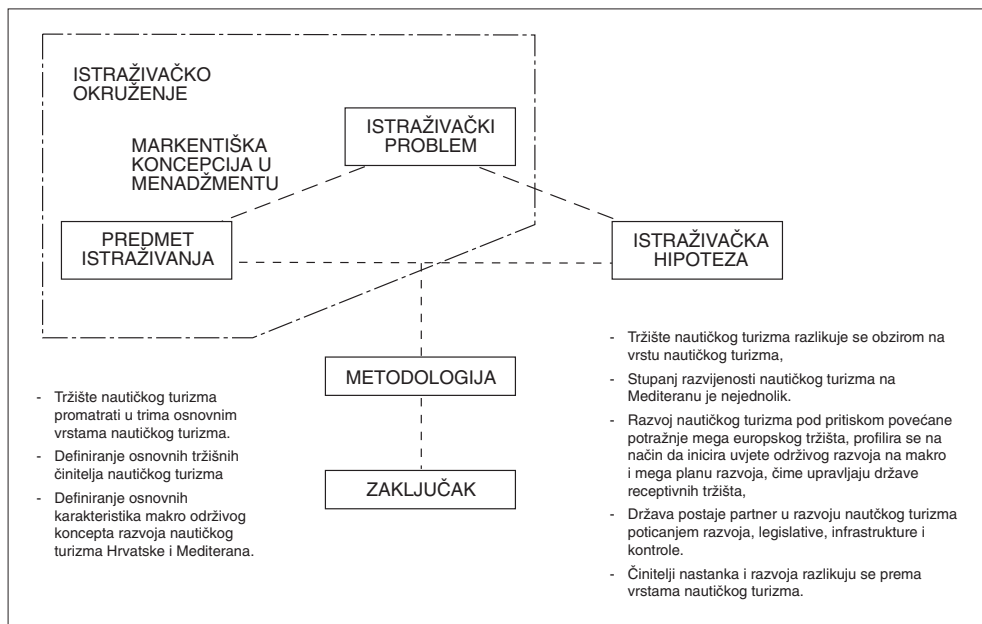 ISTRAŽIVAČKO
OKRUŽENJE
ISTRAŽIVAČKI
PROBLEM
MARKENTIŠKA
KONCEPCIJA U
MENADŽMENTU
PREDMET
ISTRAŽIVANJA
ISTRAŽIVAČKA
HIPOTEZA
METODOLOGIJA
ZAKLJUČAK
- Tržište nautičkog turizma
promatrati u trima osnovnim
vrstama nautičkog turizma.
- Definiranje osnovnih tržišnih
činitelja nautičkog turizma
- Definiranje osnovnih
karakteristika makro održivog
koncepta razvoja nautičkog
turizma Hrvatske i Mediterana.
- Tržište nautičkog turizma razlikuje se obzirom na
vrstu nautičkog turizma,
- Stupanj razvijenosti nautičkog turizma na
Mediteranu je nejednolik.
- Razvoj nautičkog turizma pod pritiskom povećane
potražnje mega europskog tržišta, profilira se na
način da inicira uvjete održivog razvoja na makro
i mega planu razvoja, čime upravljaju države
receptivnih tržišta,
- Država postaje partner u razvoju nautčkog turizma
poticanjem razvoja, legislative, infrastrukture i
kontrole.
- Činitelji nastanka i razvoja razlikuju se prema
vrstama nautičkog turizma.